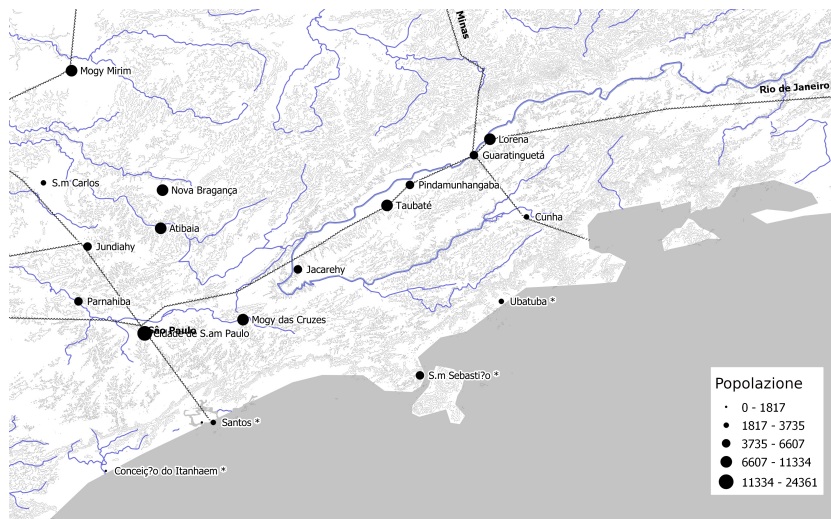 Minas
Mogy Mirim
Rio de Janeiro
Lorena
Guaratinguetá
S.m Carlos
Nova Bragança
Pindamunhangaba
Taubaté
Cunha
Atibaia
Jundiahy
Jacarehy
Parnahiba
Ubatuba *
Mogy das Cruzes
São Paulo
Cidade de S.am Paulo
S.m Sebasti?o *
Santos *
Conceiç?o do Itanhaem *
Popolazione
0 - 1817
1817 - 3735
3735 - 6607
6607 - 11334
11334 - 24361